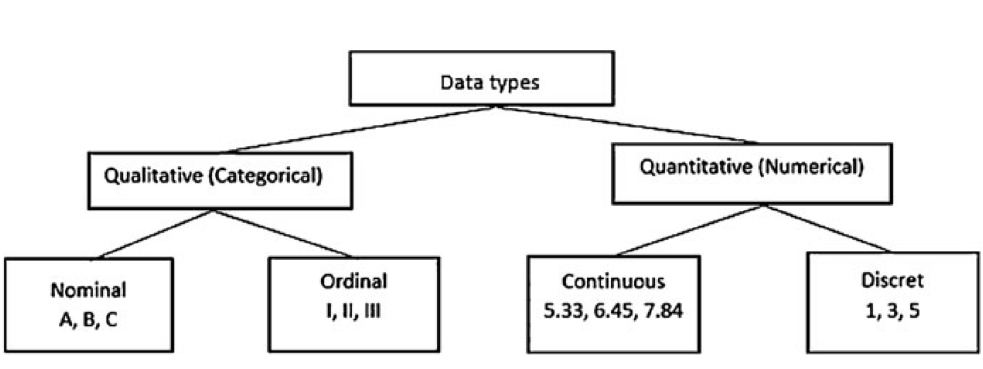 Data types
Qualitative (Categorical)
Quantitative (Numerical)
Nominal
A, B, C
Ordinal
I, II, III
Continuous
5.33, 6.45, 7.84
Discret
1, 3, 5